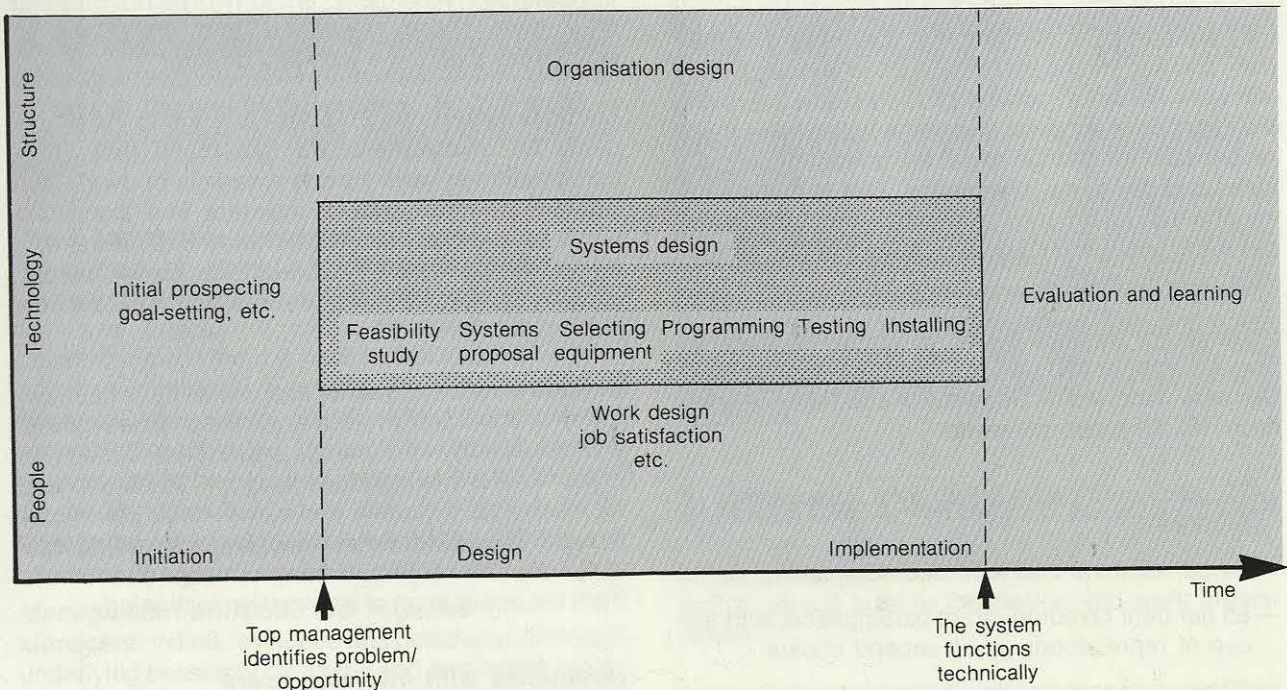 Structure
Organisation design
Technology
Systems design
Initial prospecting
goal-setting, etc.
Evaluation and learning
Feasibility
study
Systems
proposal
Selecting
equipment
Programming
Testing
Installing
Work design
job satisfaction
etc.
People
Initiation
Design
Implementation
Time
Top management
identifies problem/
opportunity
The system
functions
technically